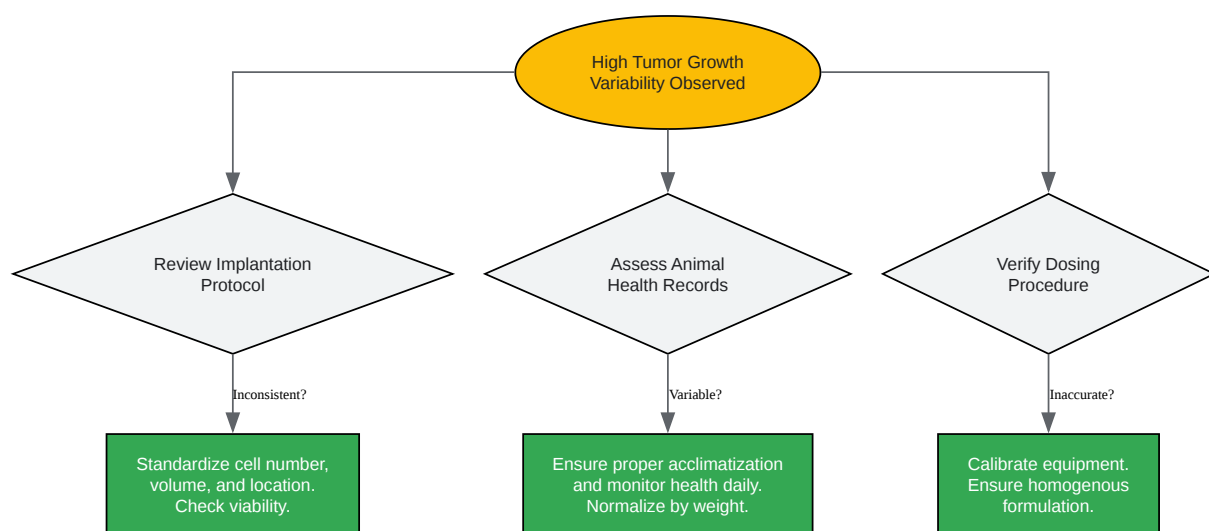 High Tumor Growth
Variability Observed
Review Implantation
Protocol
Assess Animal
Health Records
Verify Dosing
Procedure
Inconsistent?
Variable?
Inaccurate?
Standardize cell number,
volume, and location.
Check viability.
Ensure proper acclimatization
and monitor health daily.
Normalize by weight.
Calibrate equipment.
Ensure homogenous
formulation.